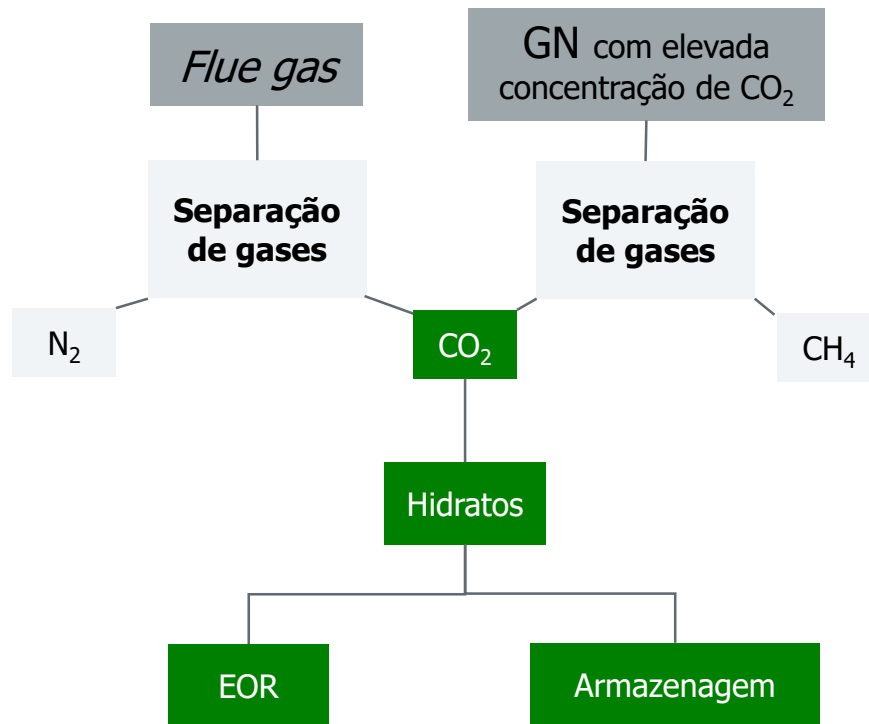 Flue gas
GN com elevada
concentração de CO₂
Separação
de gases
Separação
de gases
N₂
CO₂
CH₄
Hidratos
EOR
Armazenagem